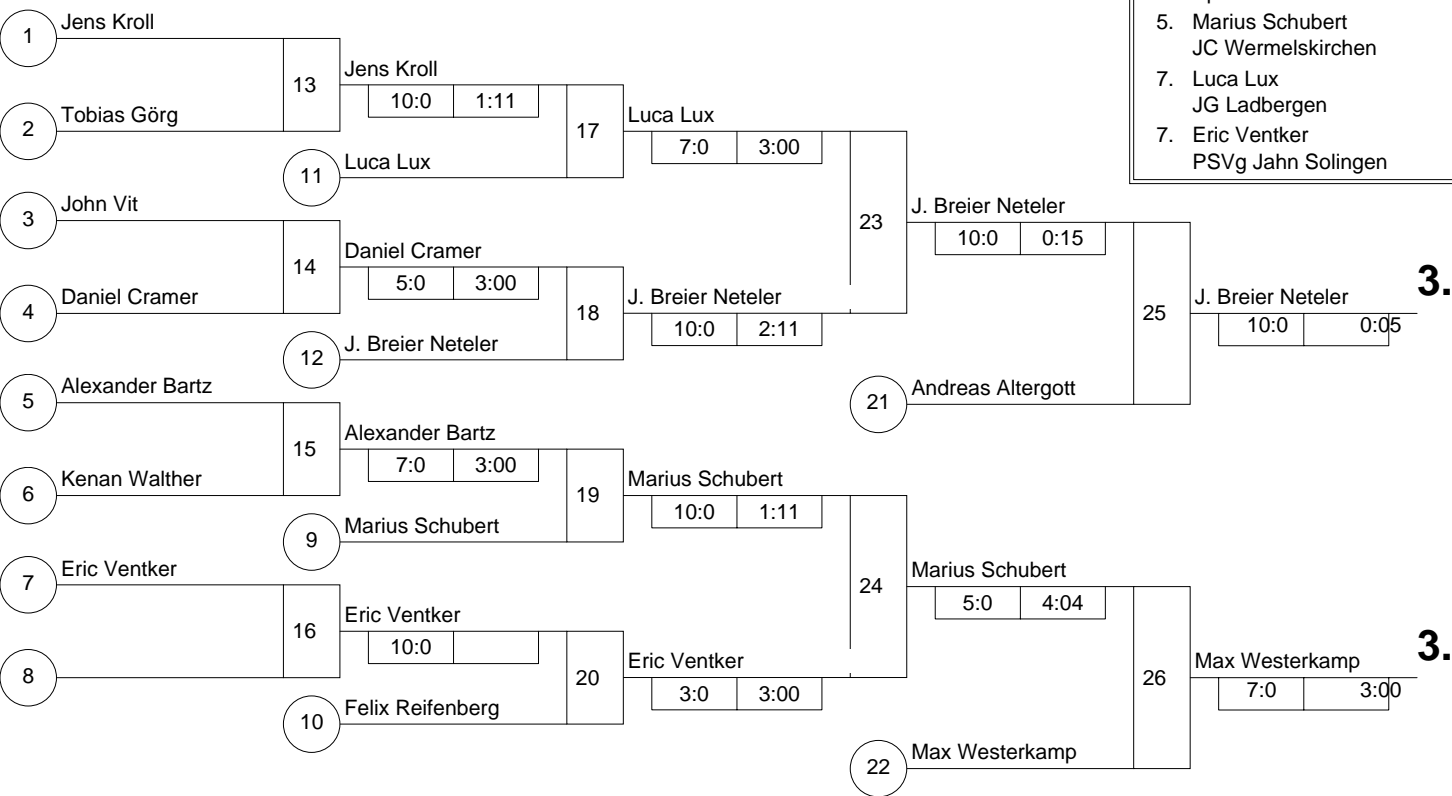 1 Jens Kroll
5. Marius Schubert
JC Wermelskirchen
13 Jens Kroll
10:0 1:11
7. Luca Lux
JG Ladbergen
2 Tobias Görg
17 Luca Lux
7:0 3:00
7. Eric Ventker
PSVg Jahn Solingen
11 Luca Lux
3 John Vit
23 J. Breier Neteler
10:0 0:15
14 Daniel Cramer
5:0 3:00
4 Daniel Cramer
18 J. Breier Neteler
10:0 2:11
25 J. Breier Neteler 3.
10:0 0:05
12 J. Breier Neteler
5 Alexander Bartz
21 Andreas Altergott
15 Alexander Bartz
7:0 3:00
6 Kenan Walther
19 Marius Schubert
10:0 1:11
9 Marius Schubert
7 Eric Ventker
24 Marius Schubert
5:0 4:04
16 Eric Ventker
10:0
8
20 Eric Ventker
3:0 3:00
26 Max Westerkamp 3.
7:0 3:00
10 Felix Reifenberg
22 Max Westerkamp